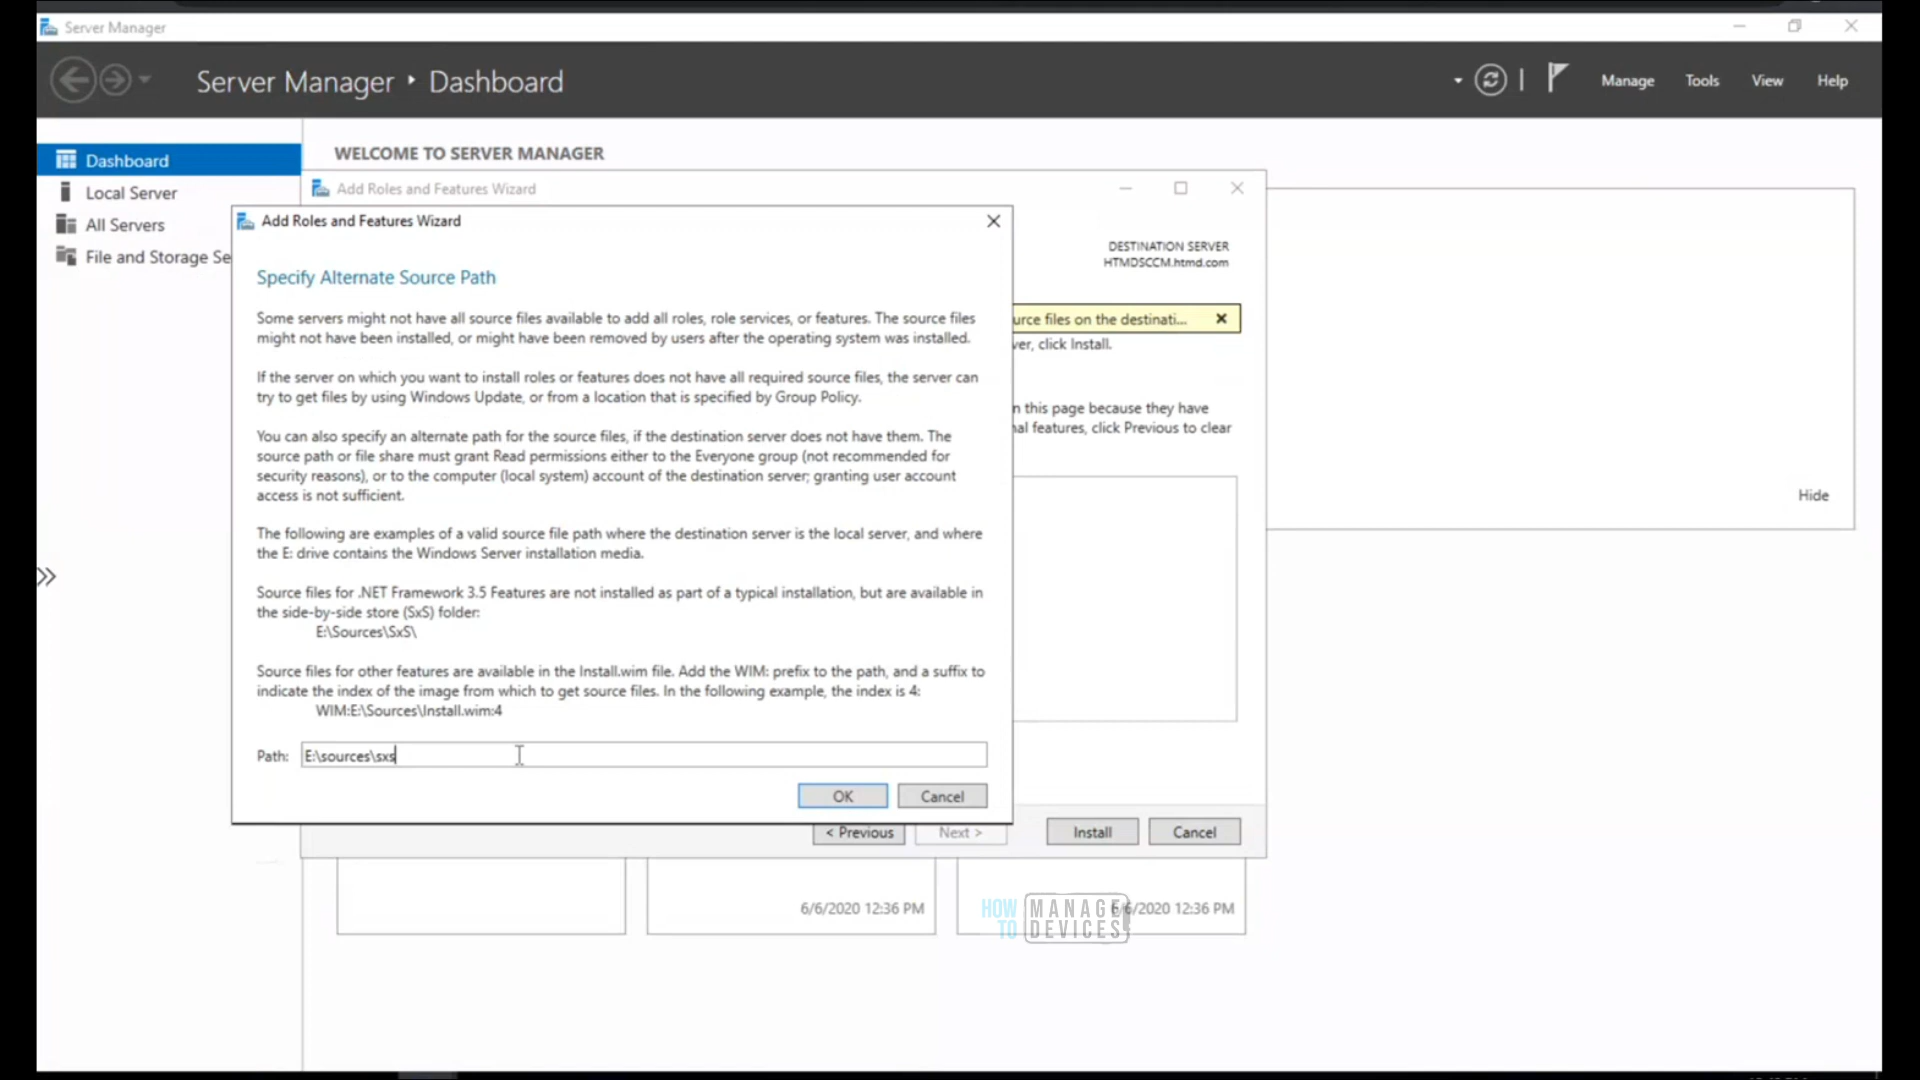 Server Manager
Server Manager ‣ Dashboard
Manage Tools View Help
Dashboard
Local Server
All Servers
File and Storage Se
WELCOME TO SERVER MANAGER
Add Roles and Features Wizard
DESTINATION SERVER
HTMDSCCM.htmd.com
urce files on the destinati...
ver, click Install.
n this page because they have
nal features, click Previous to clear
Hide
Add Roles and Features Wizard
Specify Alternate Source Path
Some servers might not have all source files available to add all roles, role services, or features. The source files
might not have been installed, or might have been removed by users after the operating system was installed.
If the server on which you want to install roles or features does not have all required source files, the server can
try to get files by using Windows Update, or from a location that is specified by Group Policy.
You can also specify an alternate path for the source files, if the destination server does not have them. The
source path or file share must grant Read permissions either to the Everyone group (not recommended for
security reasons), or to the computer (local system) account of the destination server; granting user account
access is not sufficient.
The following are examples of a valid source file path where the destination server is the local server, and where
the E: drive contains the Windows Server installation media.
Source files for .NET Framework 3.5 Features are not installed as part of a typical installation, but are available in
the side-by-side store (SxS) folder:
E:\Sources\SxS\
Source files for other features are available in the Install.wim file. Add the WIM: prefix to the path, and a suffix to
indicate the index of the image from which to get source files. In the following example, the index is 4:
WIM:E:\Sources\Install.wim:4
Path: E:\sources\sxs
OK Cancel
< Previous Next > Install Cancel
6/6/2020 12:36 PM
6/6/2020 12:36 PM
HOW TO MANAGE DEVICES